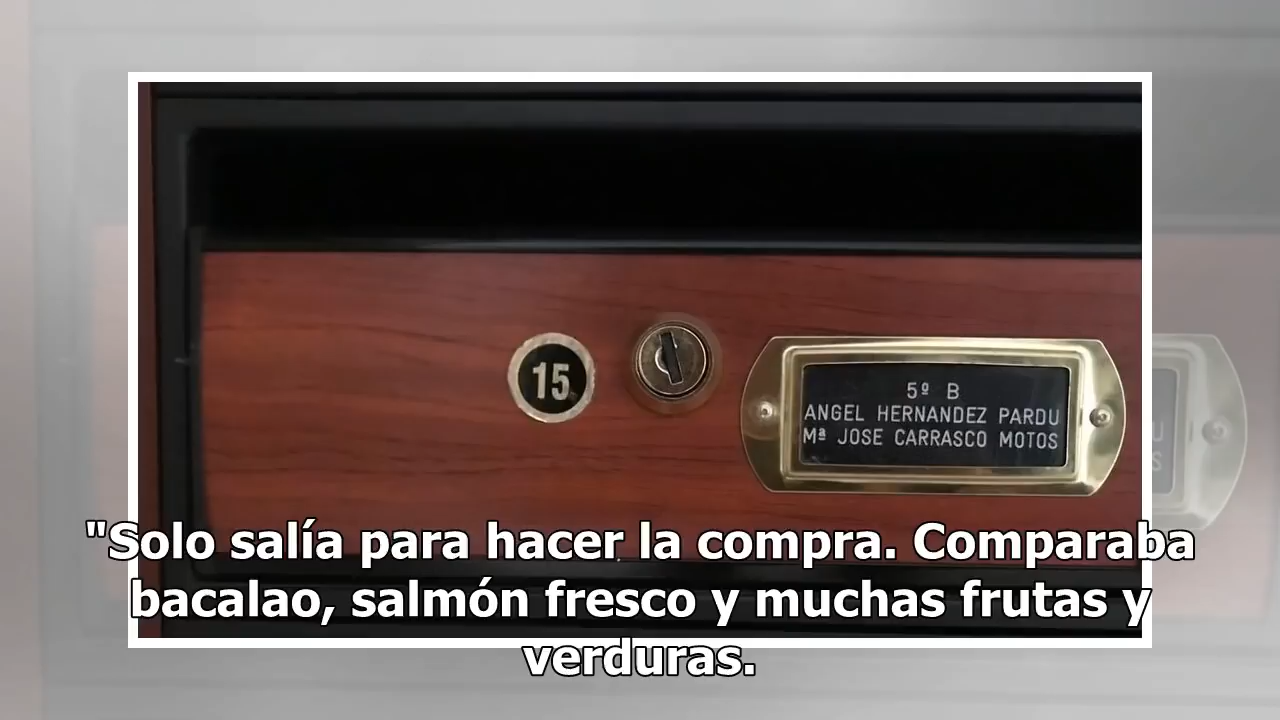 15
5º B
ANGEL HERNANDEZ PARDU
Mª JOSE CARRASCO MOTOS
"Solo salía para hacer la compra. Comparaba
bacalao, salmón fresco y muchas frutas y
verduras.